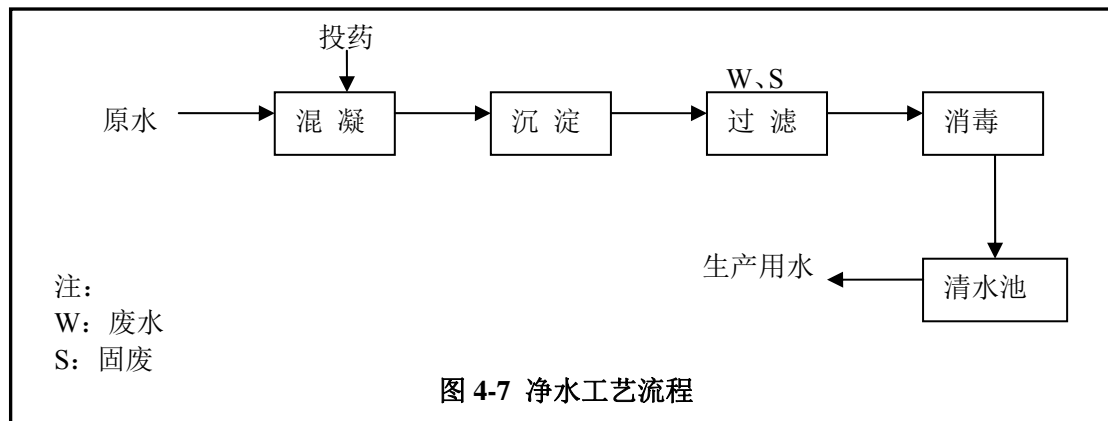 投药
W、S
原水
混 凝
沉 淀
过 滤
消毒
生产用水
清水池
注：
W：废水
S：固废
图 4-7 净水工艺流程